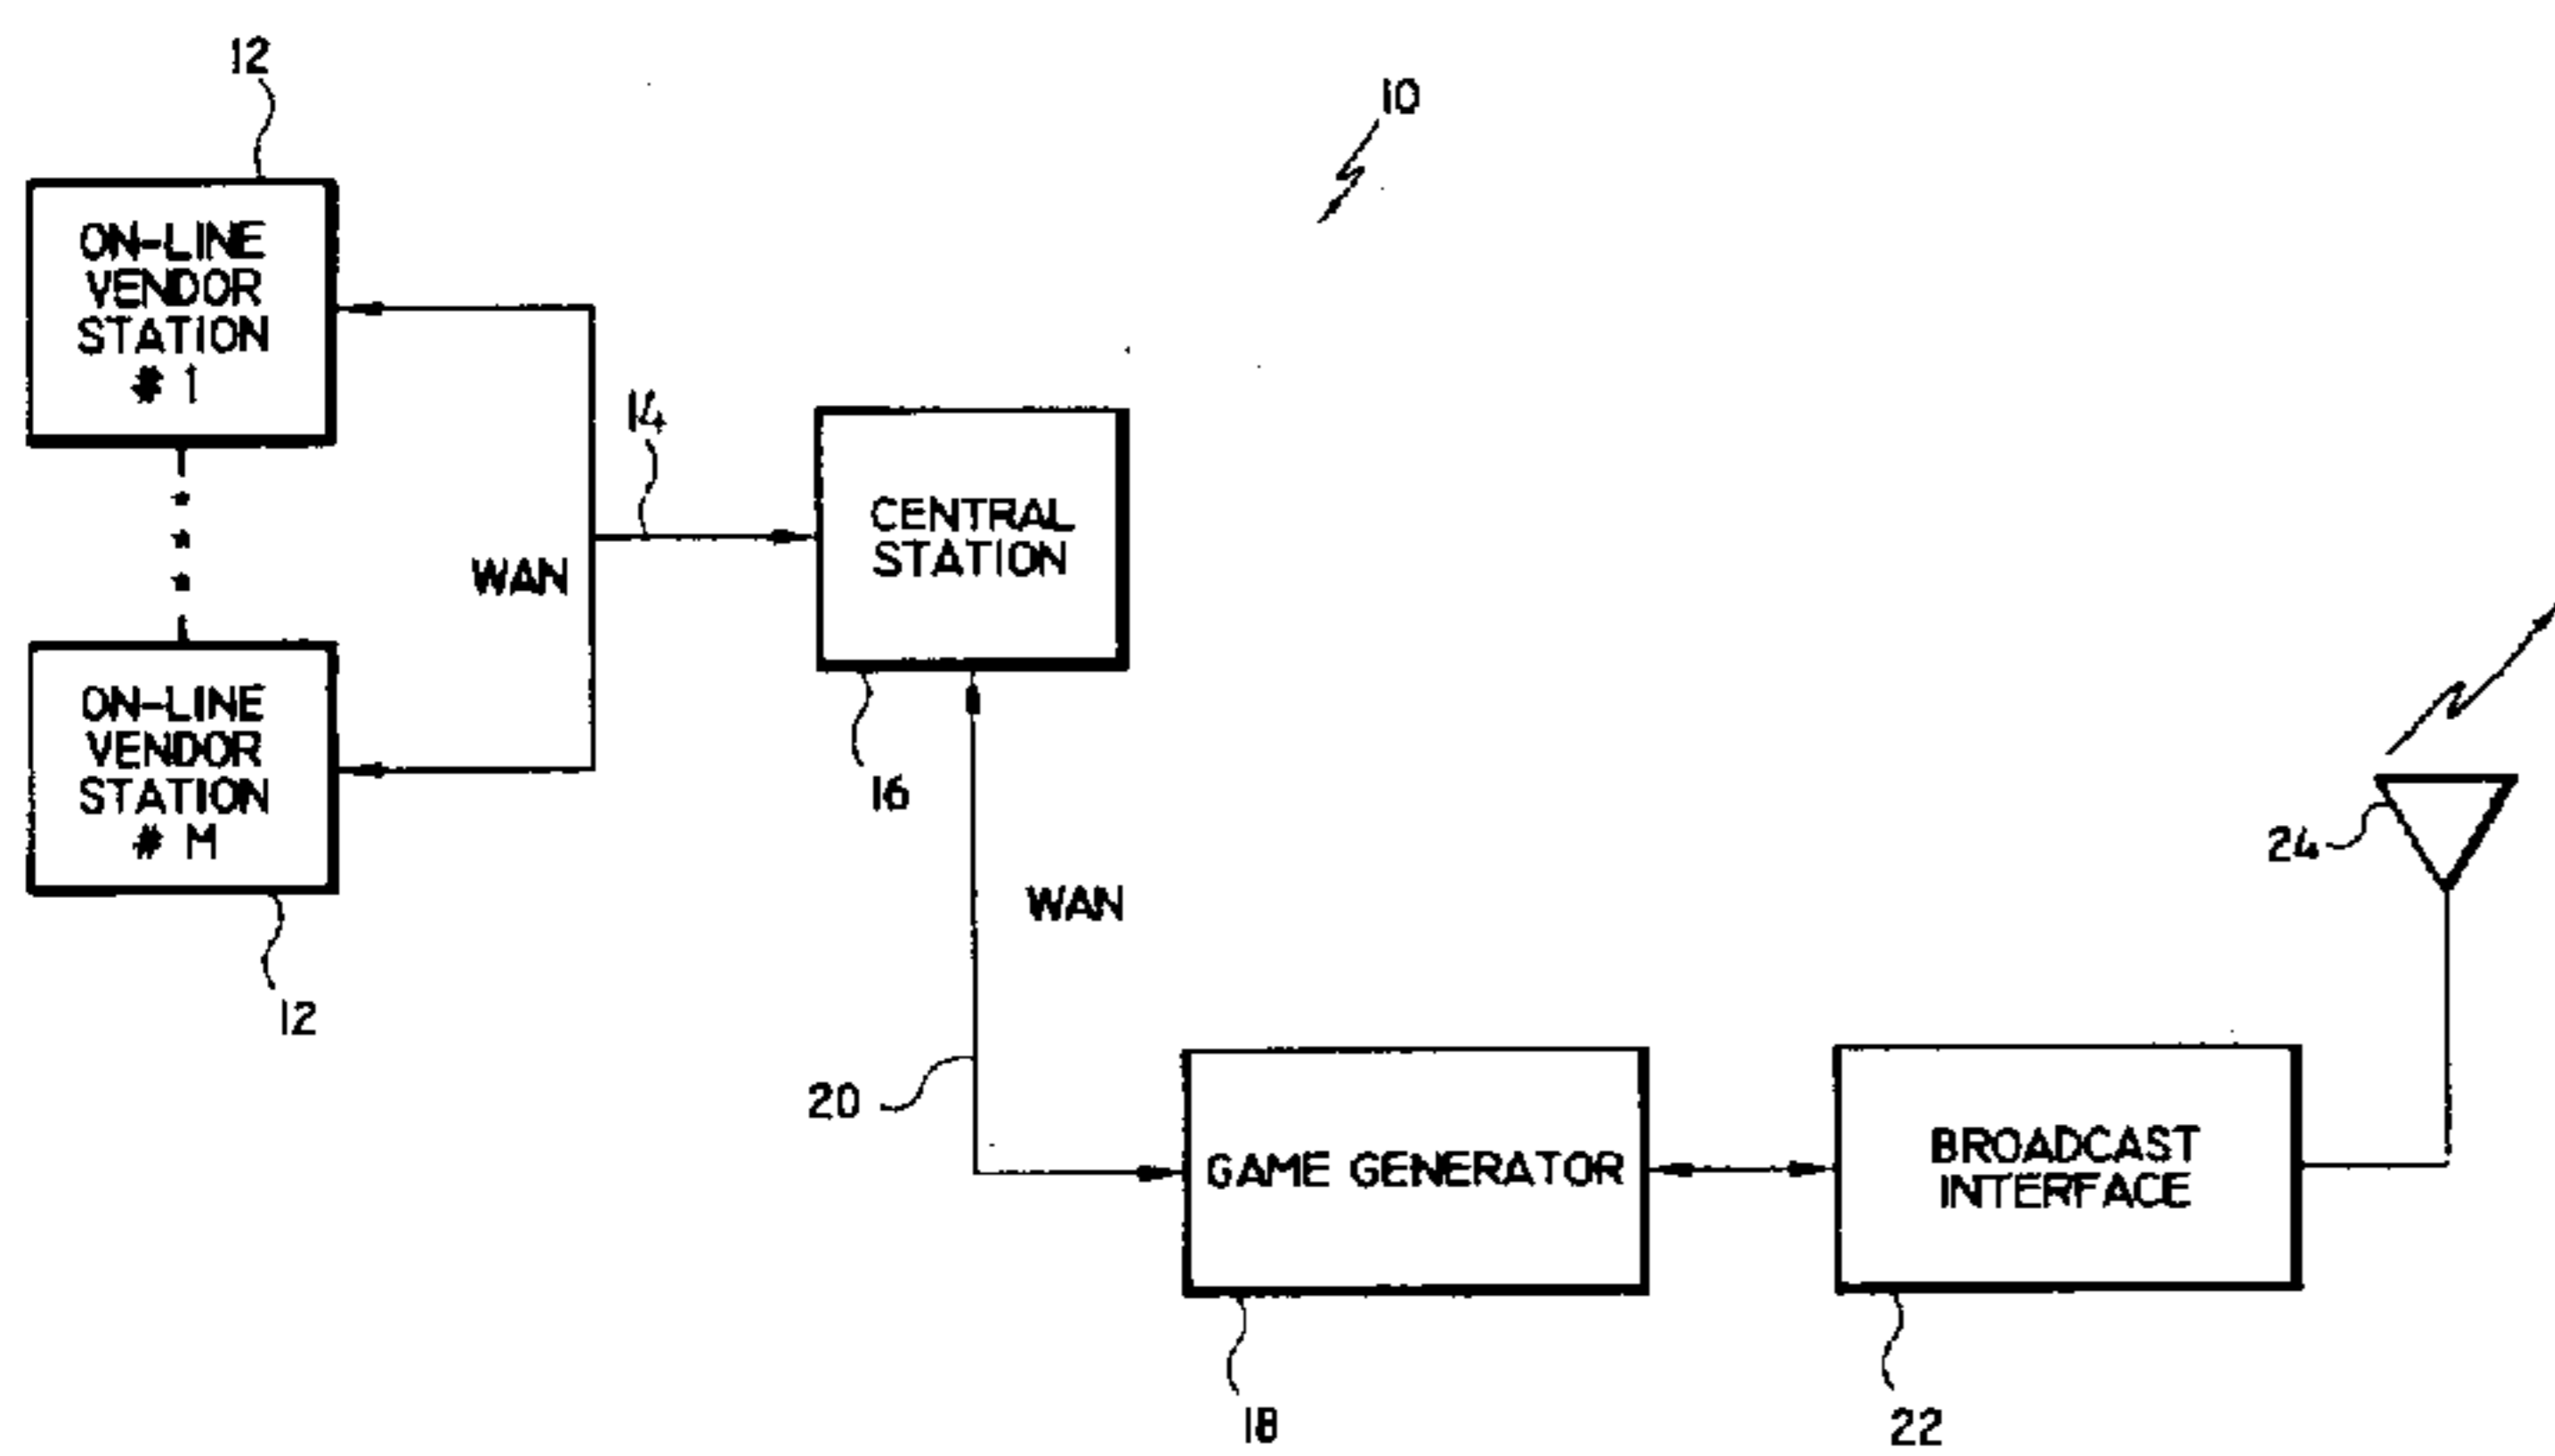 12
10
ON-LINE
VENDOR
STATION
# 1
14
CENTRAL
STATION
WAN
ON-LINE
VENDOR
STATION
# M
16
24
WAN
12
20
GAME GENERATOR
BROADCAST
INTERFACE
18
22